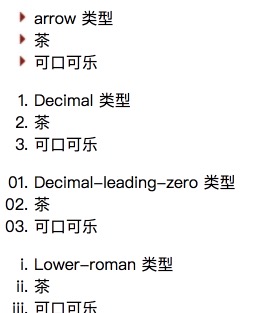 arrow 类型
茶
可口可乐
1. Decimal 类型
2. 茶
3. 可口可乐
01. Decimal-leading-zero 类型
02. 茶
03. 可口可乐
i. Lower-roman 类型
ii. 茶
iii. 可口可乐